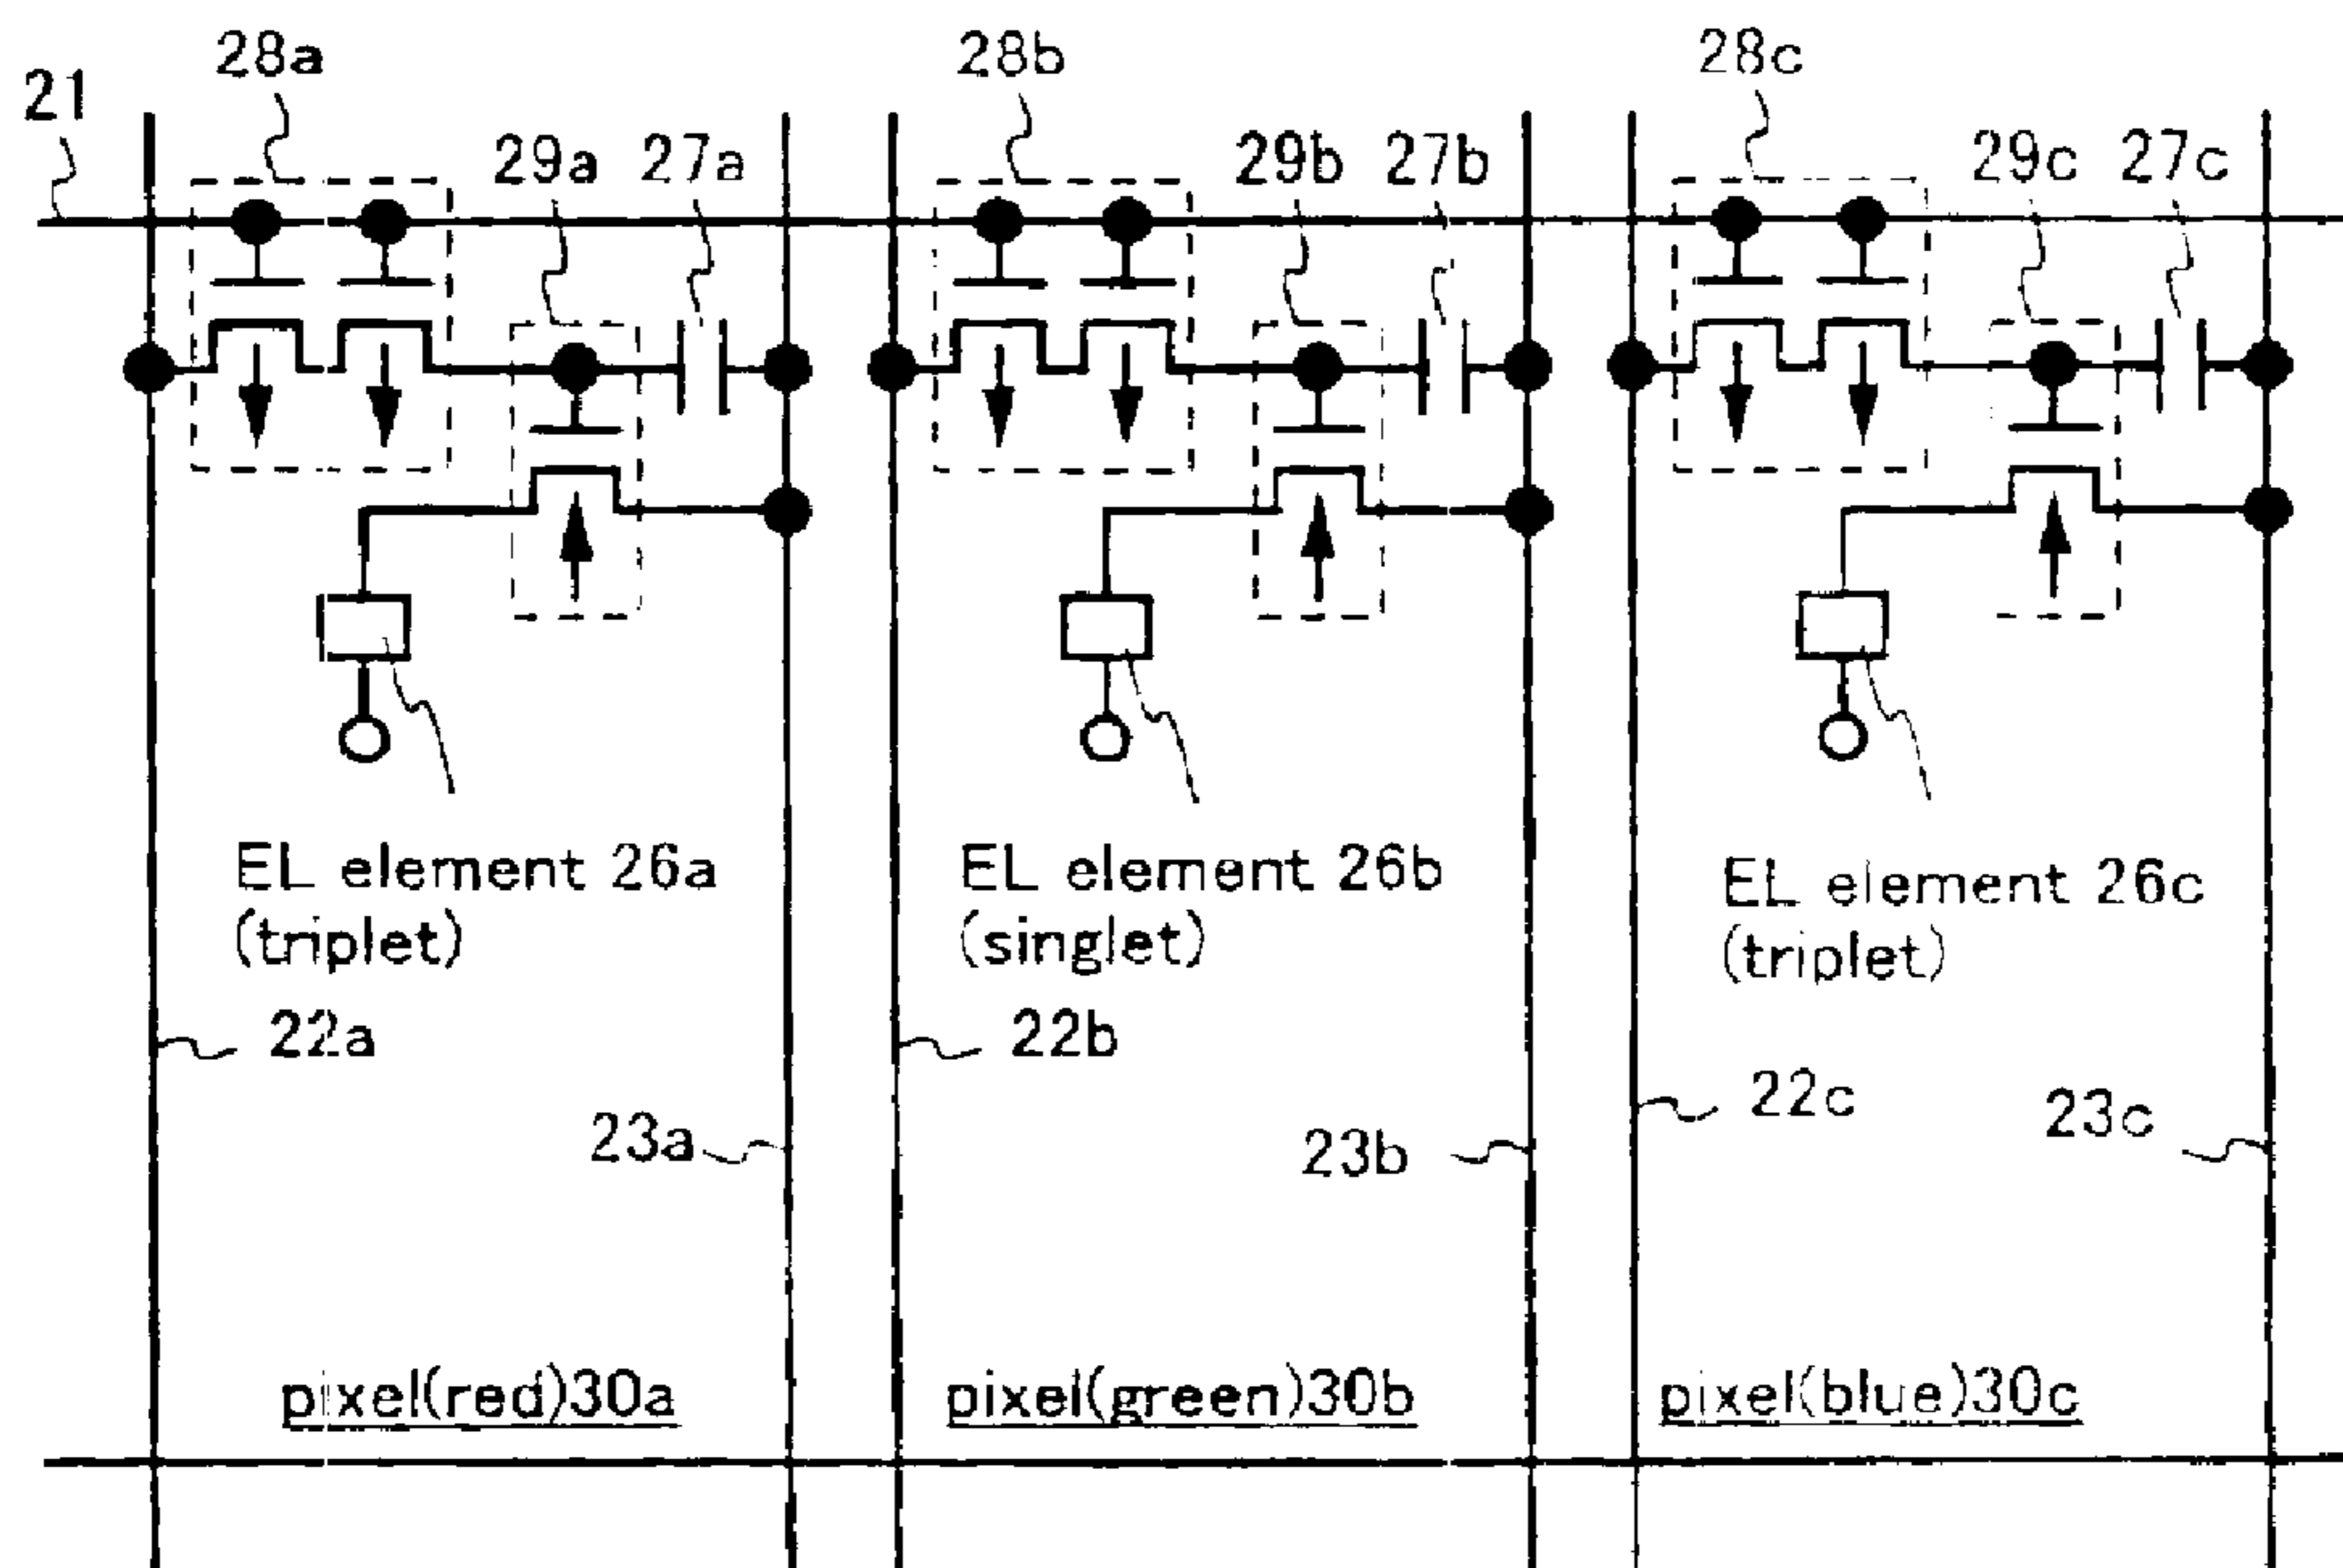 28a
28b
28c
21
29a
27a
29b
27b
29c
27c
EL element 26a
(triplet)
EL element 26b
(singlet)
EL element 26c
(triplet)
22a
22b
22c
23a
23b
23c
pixel(red)30a
pixel(green)30b
pixel(blue)30c